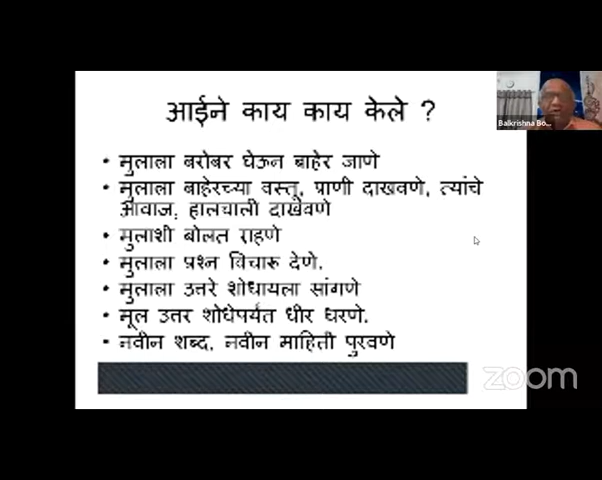 आईने काय काय केले ?
• मुलाला बरोबर घेऊन बाहेर जाणे
• मुलाला बाहेरच्या वस्तू, प्राणी दाखवणे, त्यांचे
आवाज, हालचाली दाखवणे
• मुलाशी बोलत राहणे
• मुलाला प्रश्न विचारू देणे.
• मुलाला उत्तरे शोधायला सांगणे
• मूल उत्तर शोधेपर्यंत धीर धरणे.
• नवीन शब्द, नवीन माहिती पुरवणे
Balkrishna Bo...
zoom